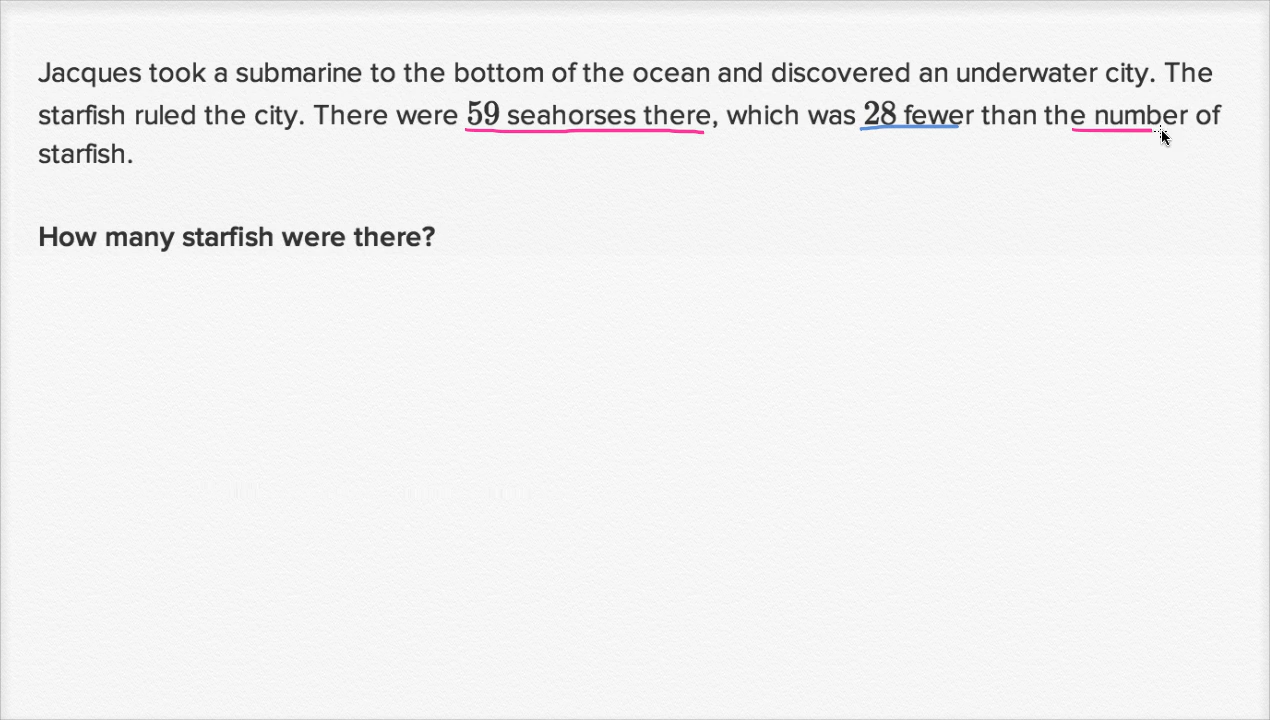 Jacques took a submarine to the bottom of the ocean and discovered an underwater city. The
starfish ruled the city. There were 59 seahorses there, which was 28 fewer than the number of
starfish.
How many starfish were there?